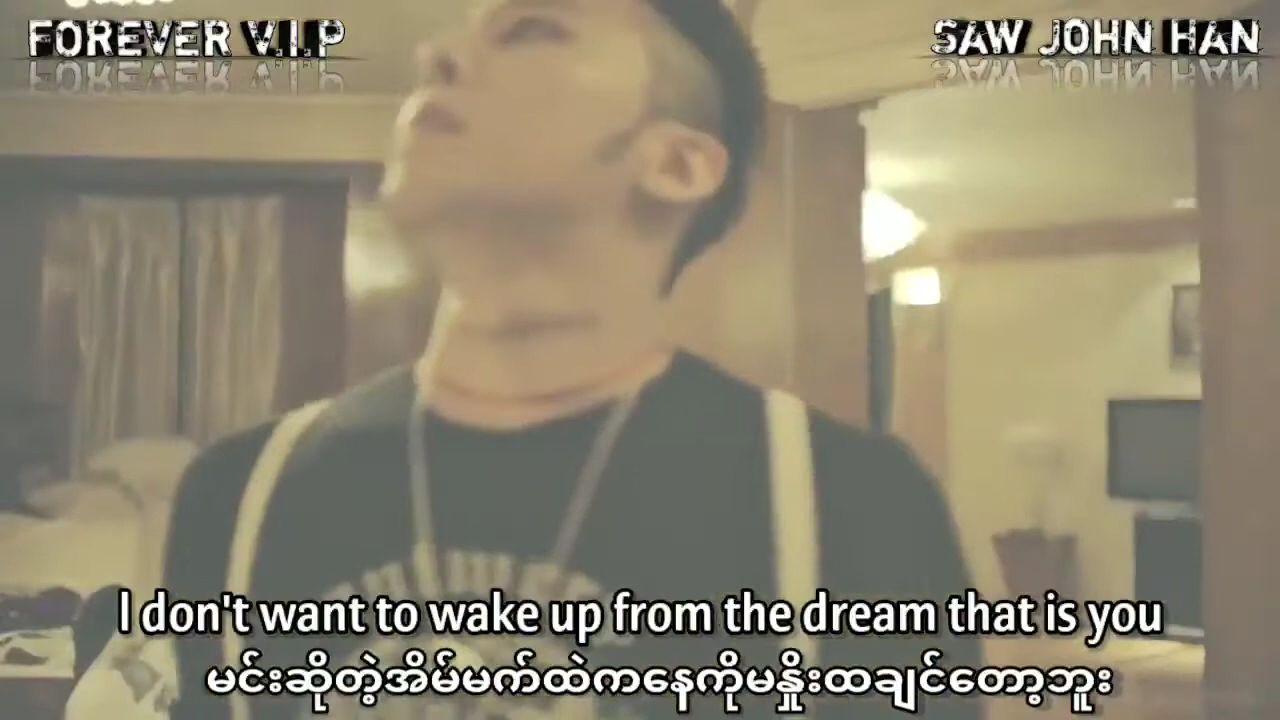 FOREVER V.I.P
SAW JOHN HAN
I don't want to wake up from the dream that is you
မင်းဆိုတဲ့အိမ်မက်ထဲကနေကိုမနှိုးထချင်တော့ဘူး